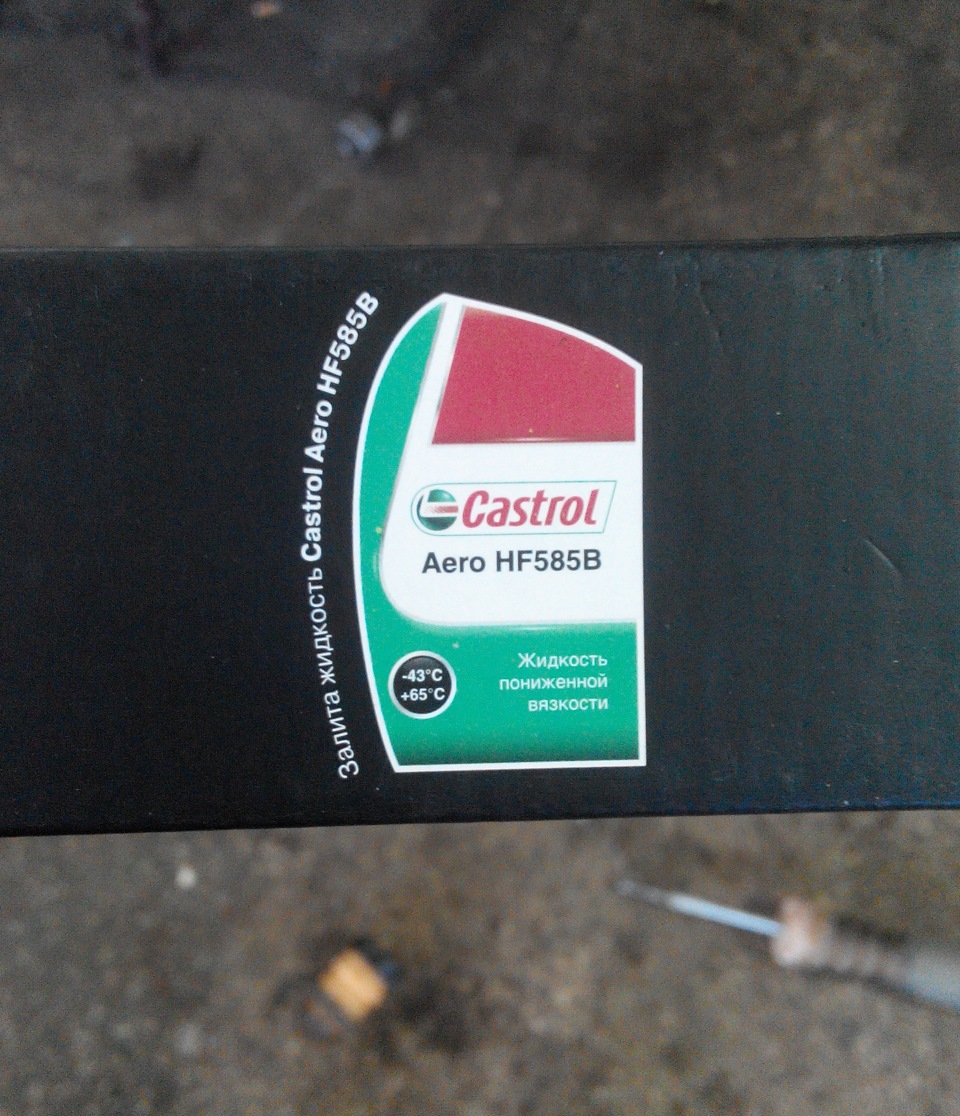 Залита жидкость Castrol Aero HF585B
Castrol
Aero HF585B
-43°C
+65°C
Жидкость
пониженной
вязкости